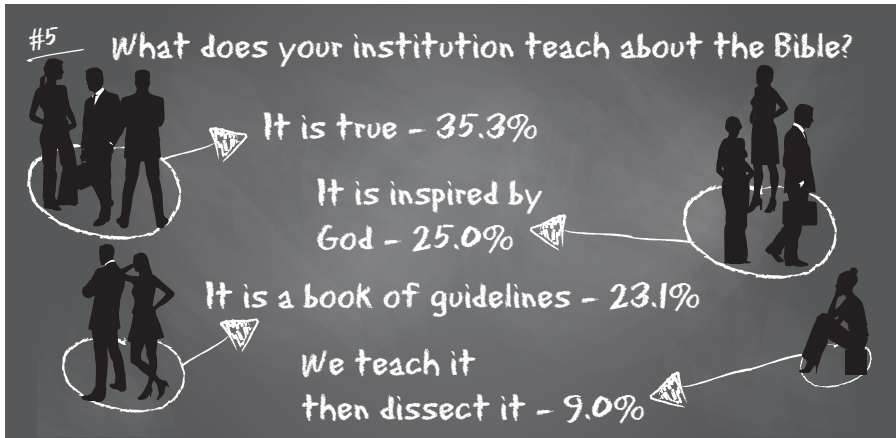 #5
What does your institution teach about the Bible?
It is true - 35.3%
It is inspired by
God - 25.0%
It is a book of guidelines - 23.1%
We teach it
then dissect it - 9.0%